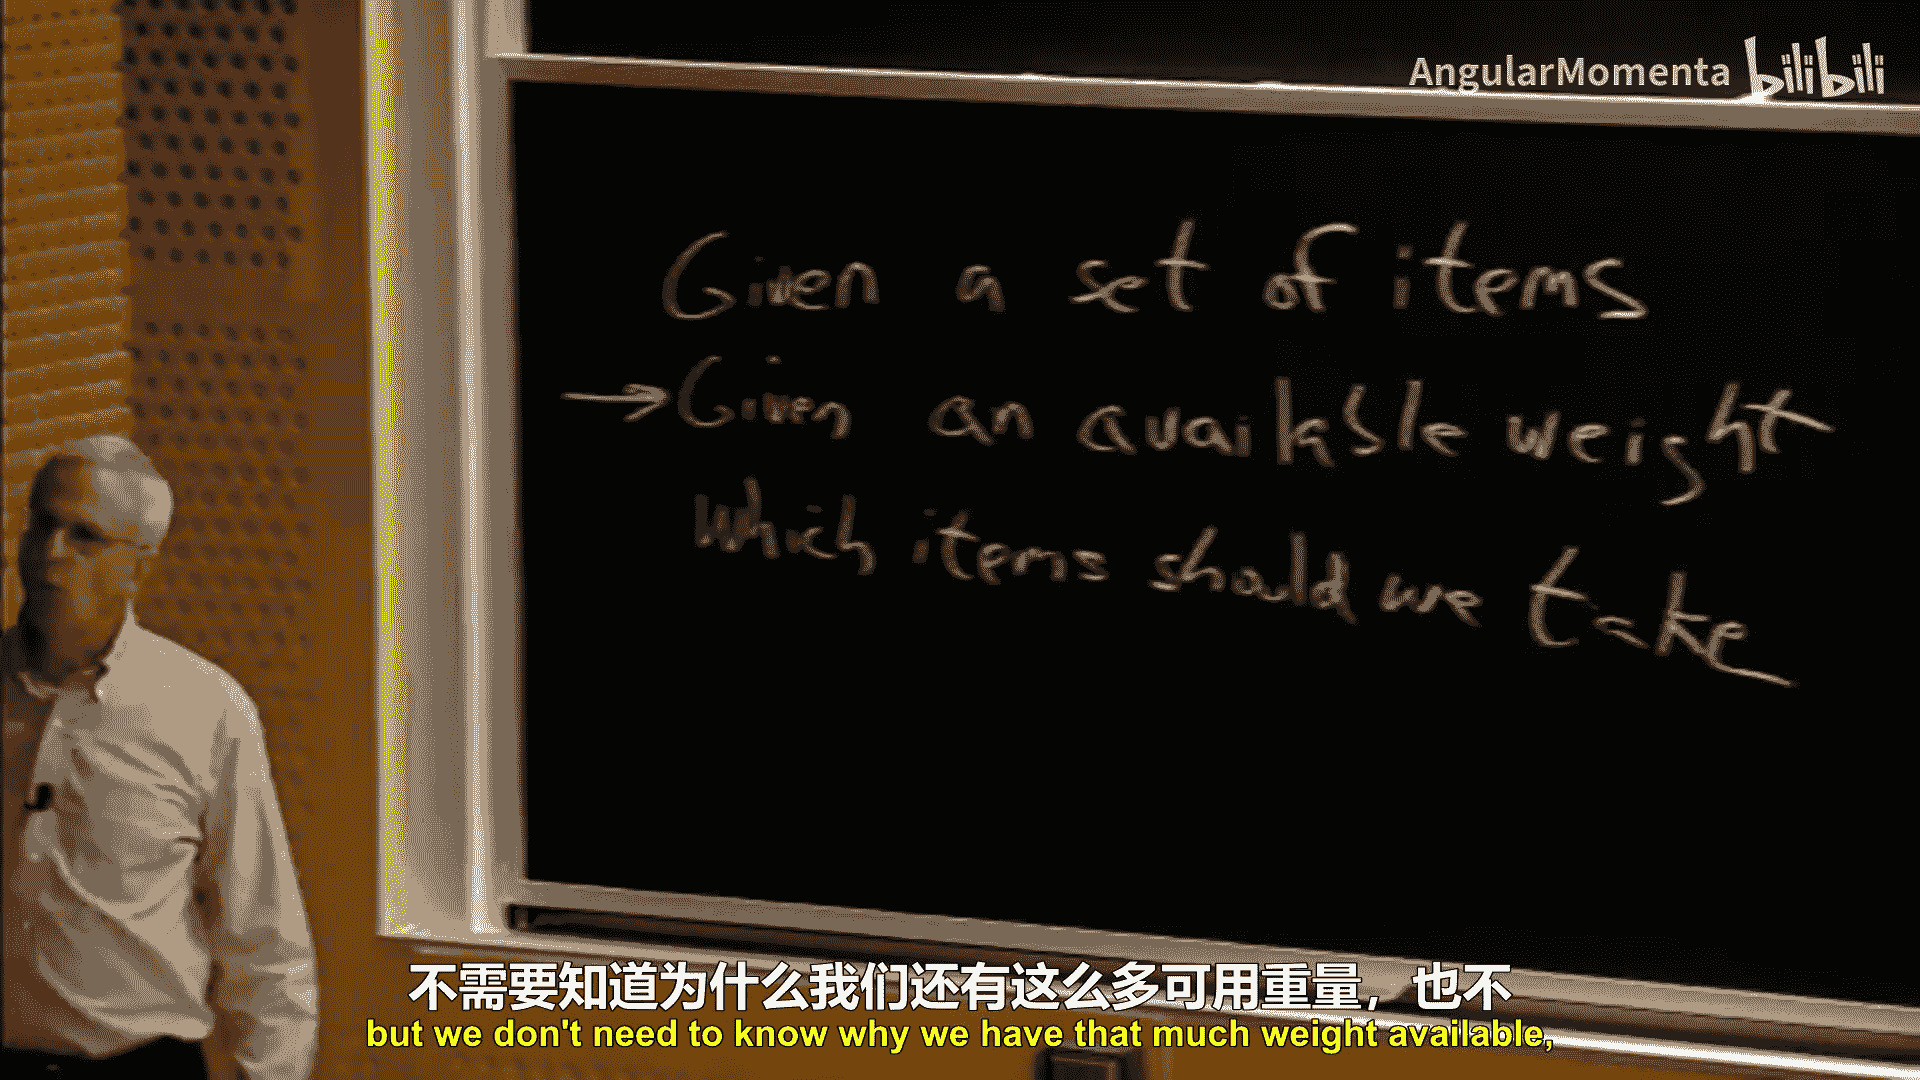 AngularMomenta bilibili
Given a set of items
→ Given an available weight
Which items should we take
不需要知道为什么我们还有这么多可用重量，也不
but we don't need to know why we have that much weight available,